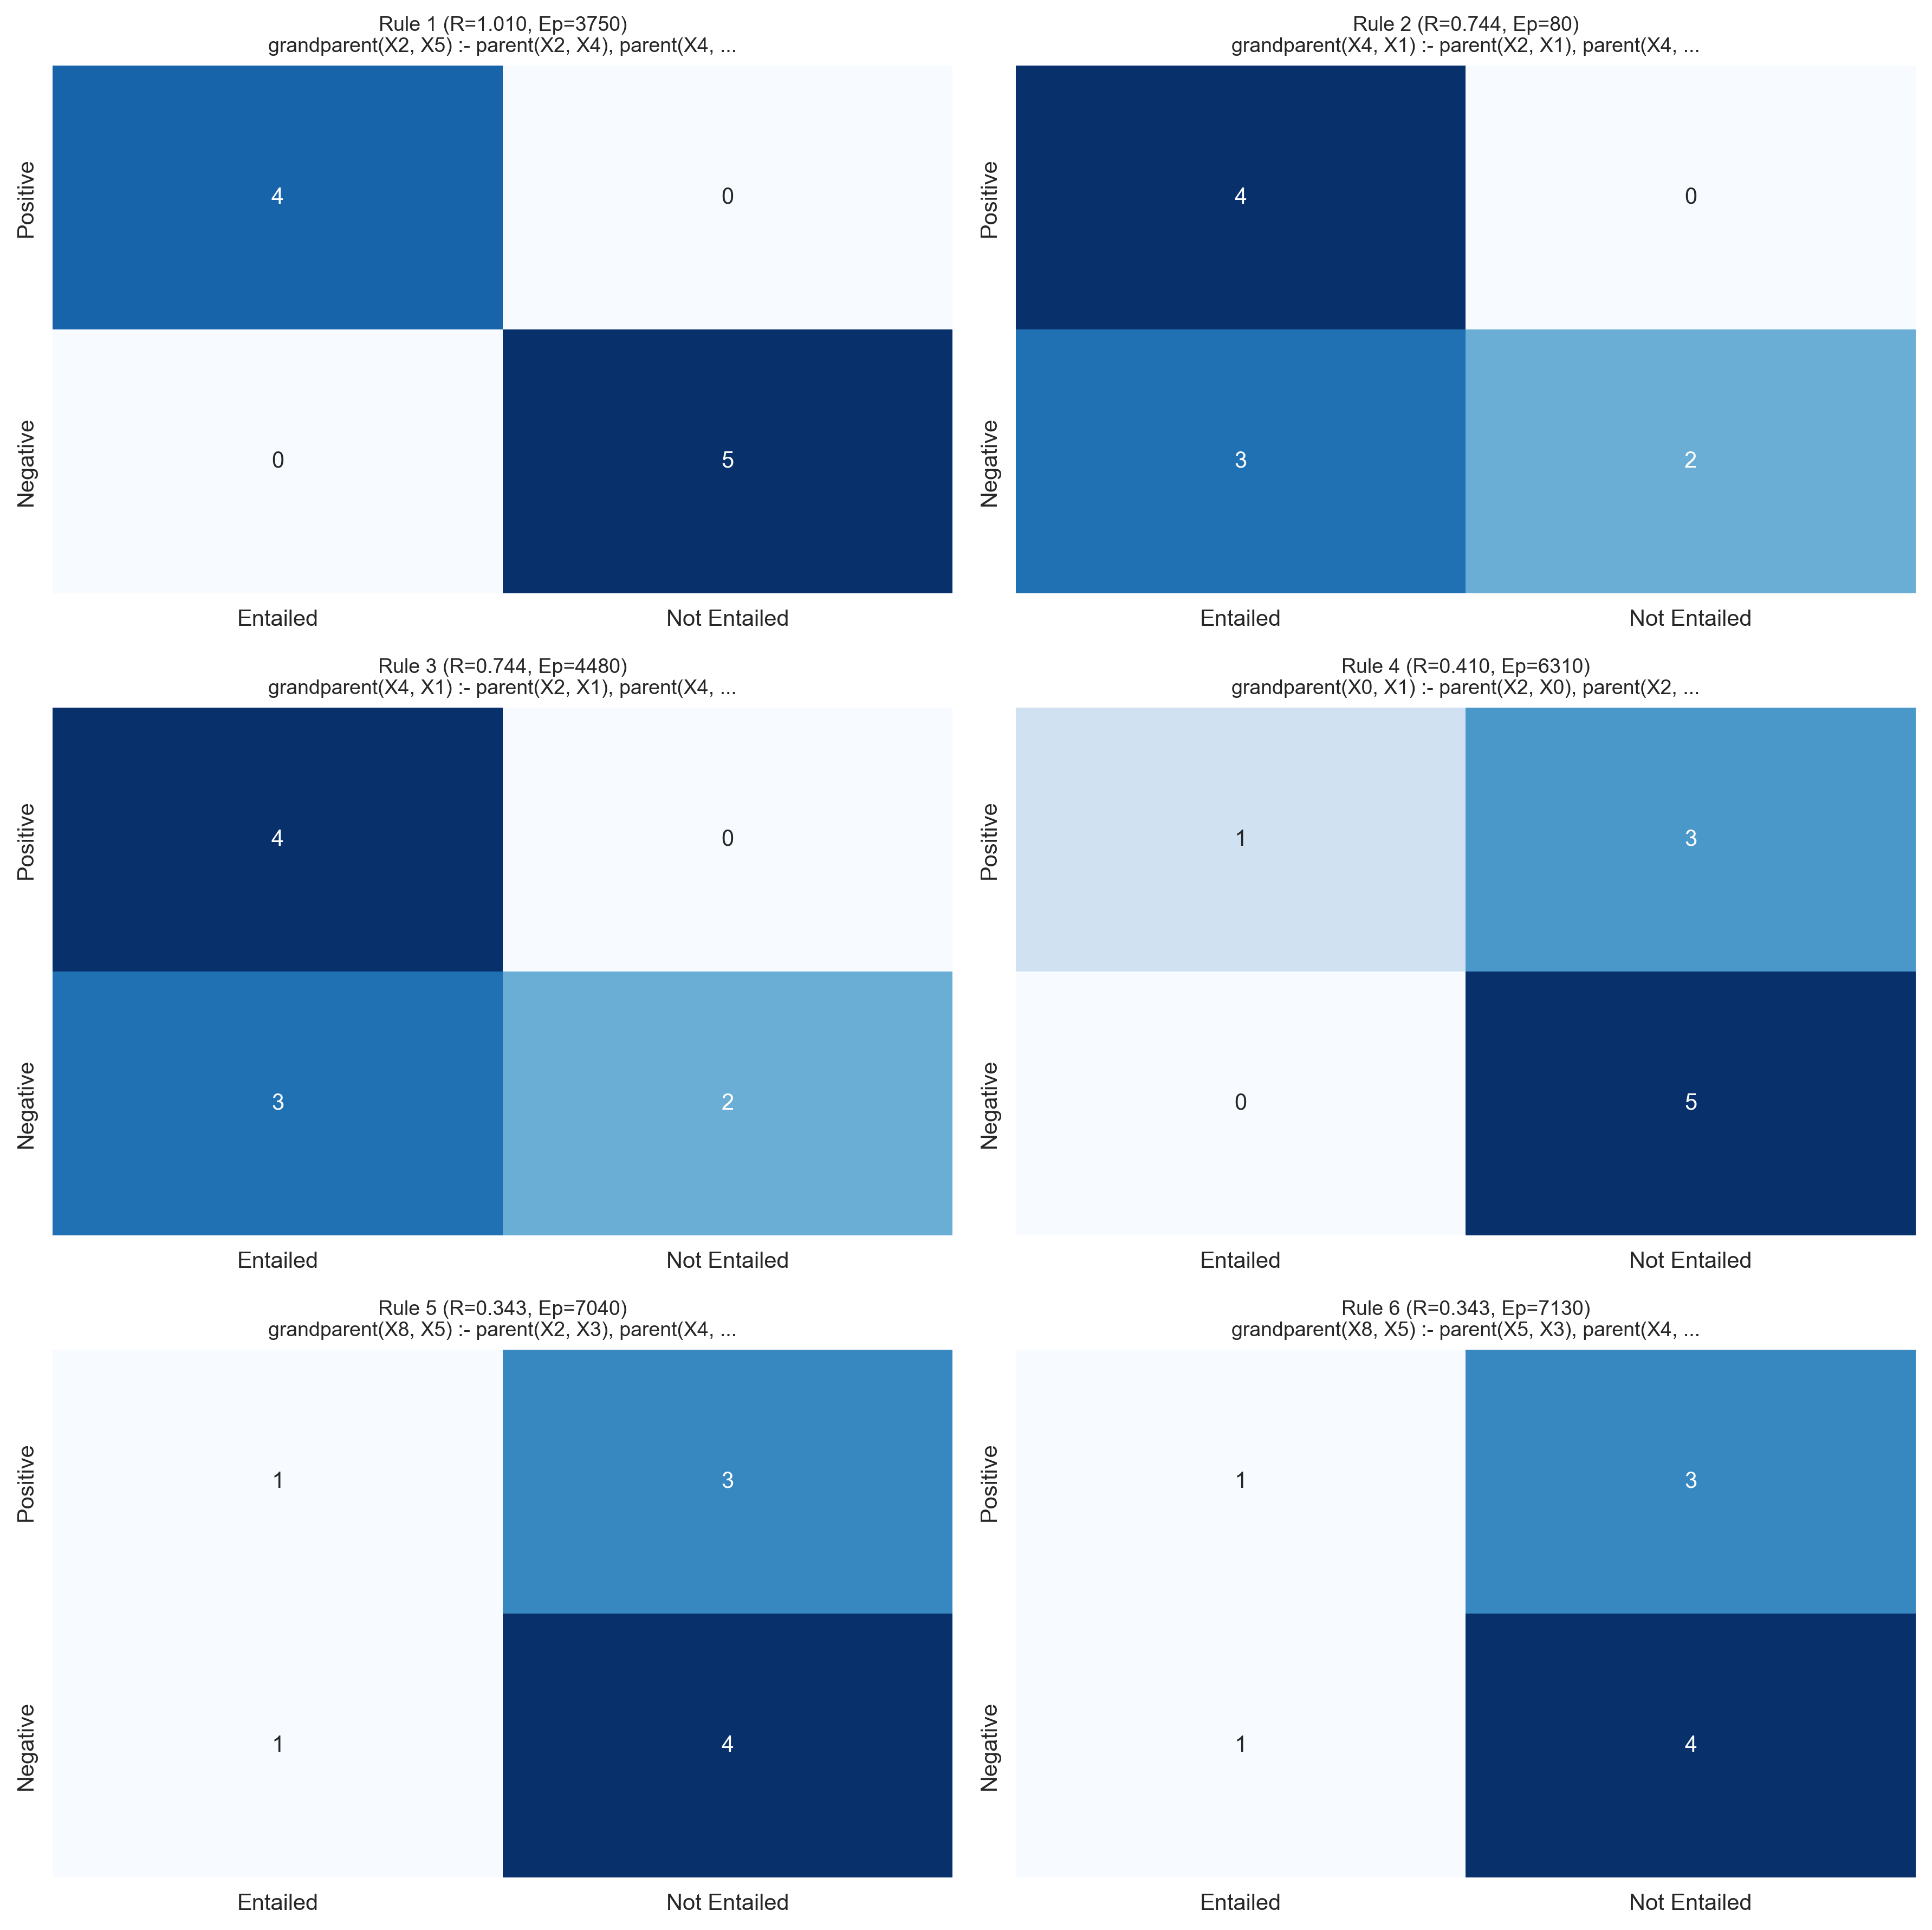 Rule 1 (R=1.010, Ep=3750)
grandparent(X2, X5) :- parent(X2, X4), parent(X4, ...
Positive
4
0
Negative
0
5
Entailed
Not Entailed
Rule 2 (R=0.744, Ep=80)
grandparent(X4, X1) :- parent(X2, X1), parent(X4, ...
Positive
4
0
Negative
3
2
Entailed
Not Entailed
Rule 3 (R=0.744, Ep=4480)
grandparent(X4, X1) :- parent(X2, X1), parent(X4, ...
Positive
4
0
Negative
3
2
Entailed
Not Entailed
Rule 4 (R=0.410, Ep=6310)
grandparent(X0, X1) :- parent(X2, X0), parent(X2, ...
Positive
1
3
Negative
0
5
Entailed
Not Entailed
Rule 5 (R=0.343, Ep=7040)
grandparent(X8, X5) :- parent(X2, X3), parent(X4, ...
Positive
1
3
Negative
1
4
Entailed
Not Entailed
Rule 6 (R=0.343, Ep=7130)
grandparent(X8, X5) :- parent(X5, X3), parent(X4, ...
Positive
1
3
Negative
1
4
Entailed
Not Entailed